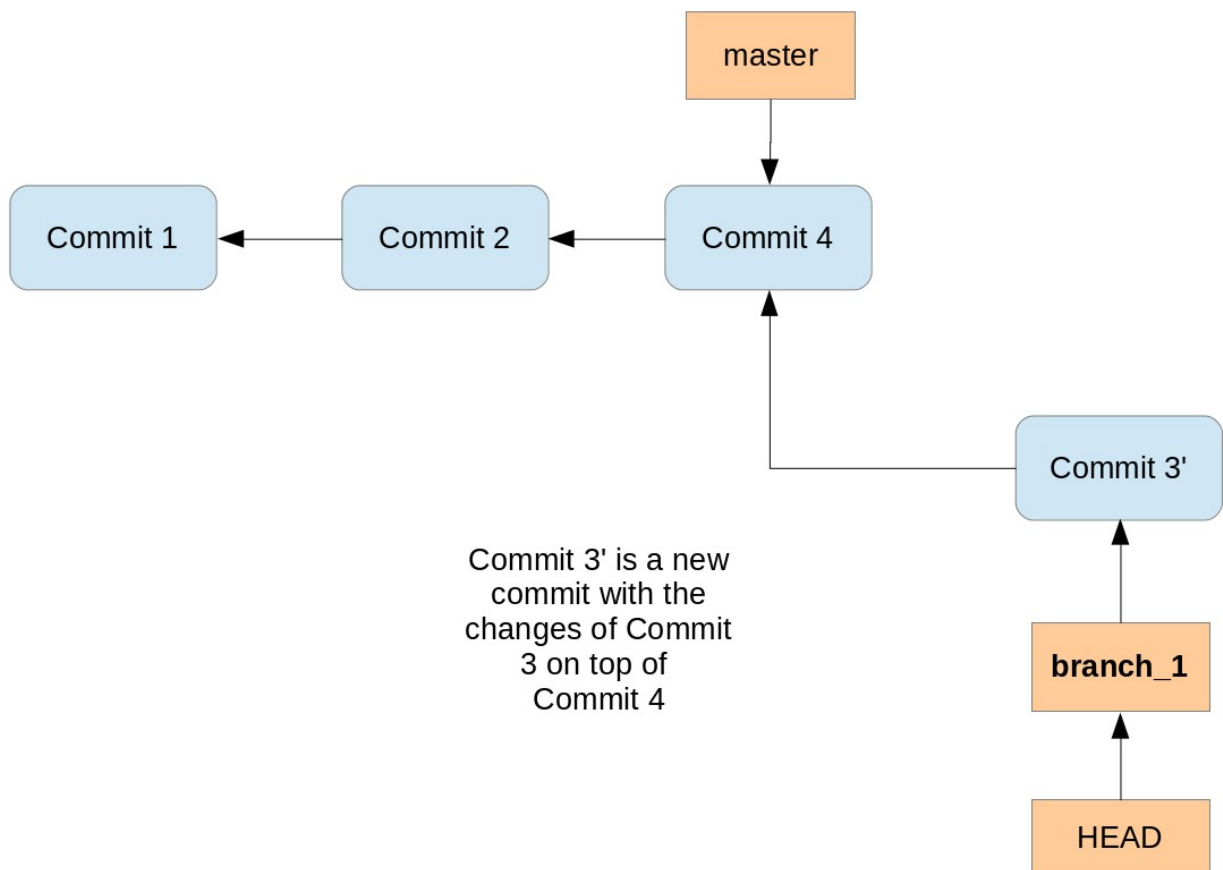 master
Commit 1
Commit 2
Commit 4
Commit 3'
Commit 3' is a new
commit with the
changes of Commit
3 on top of
Commit 4
branch_1
HEAD